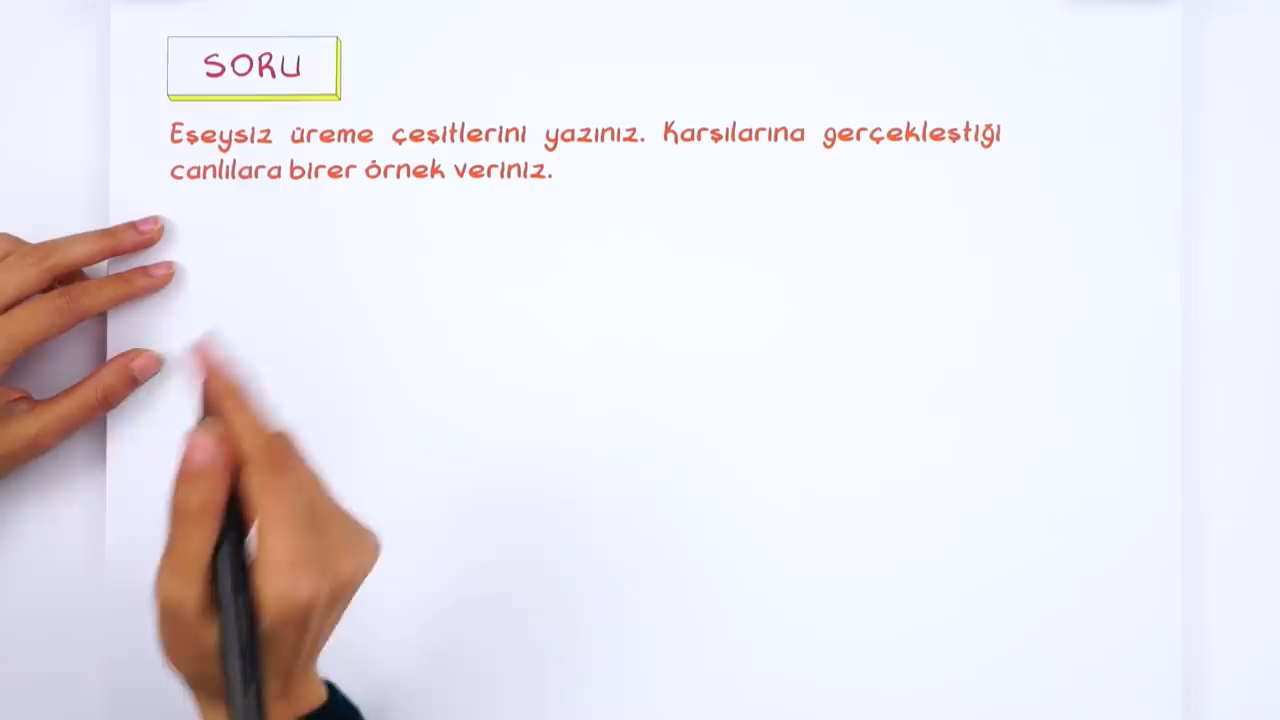 SORU
Eşeysiz üreme çeşitlerini yazınız. Karşılarına gerçekleştiği
canlılara birer örnek veriniz.